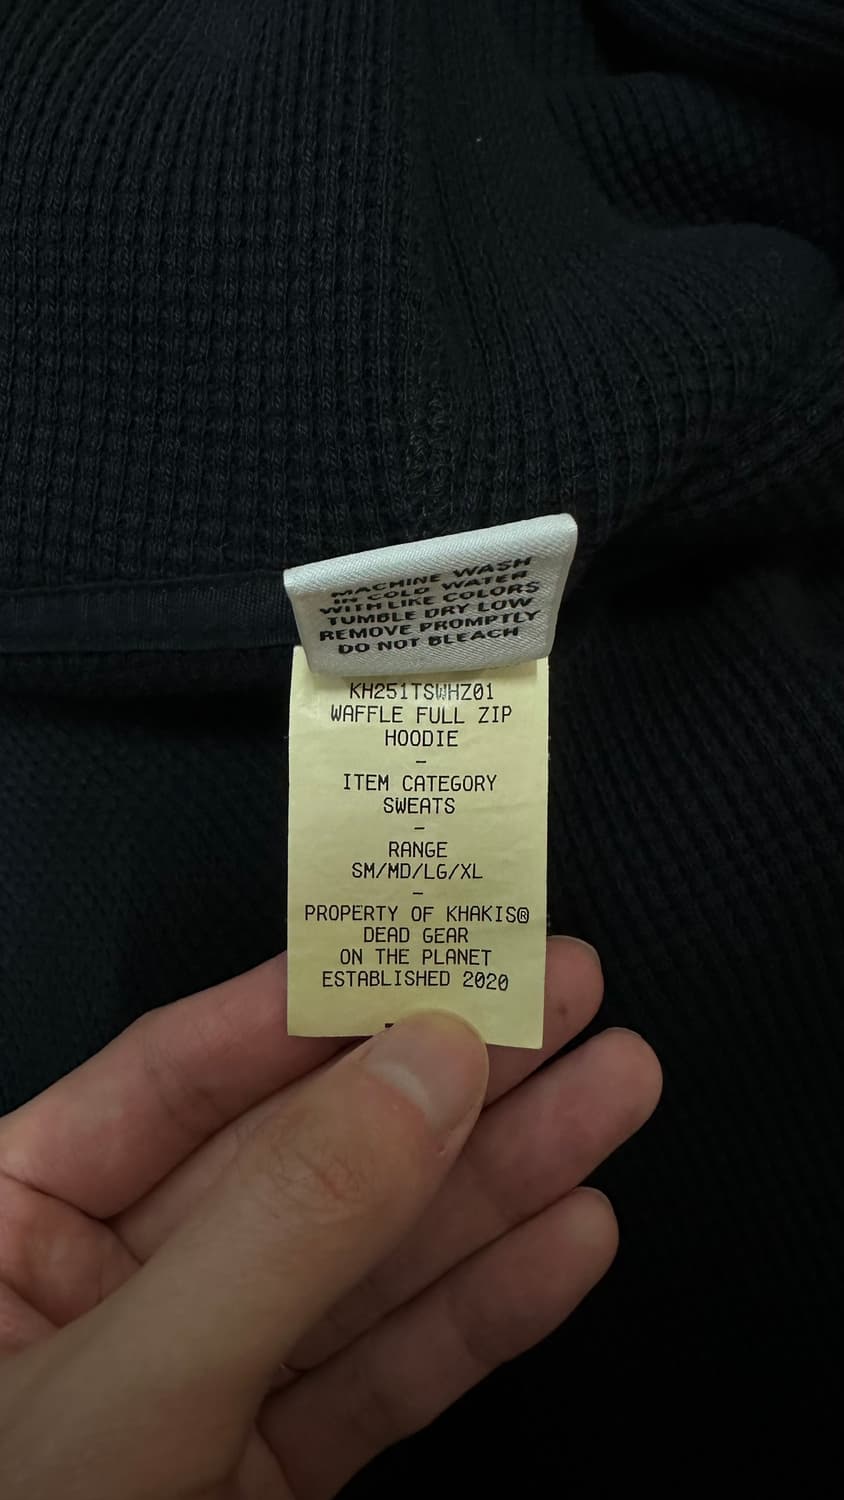 MACHINE WASH
IN COLD WATER
WITH LIKE COLORS
TUMBLE DRY LOW
REMOVE PROMPTLY
DO NOT BLEACH
KH251TSWHZ01
WAFFLE FULL ZIP
HOODIE
–
ITEM CATEGORY
SWEATS
–
RANGE
SM/MD/LG/XL
–
PROPERTY OF KHAKIS®
DEAD GEAR
ON THE PLANET
ESTABLISHED 2020